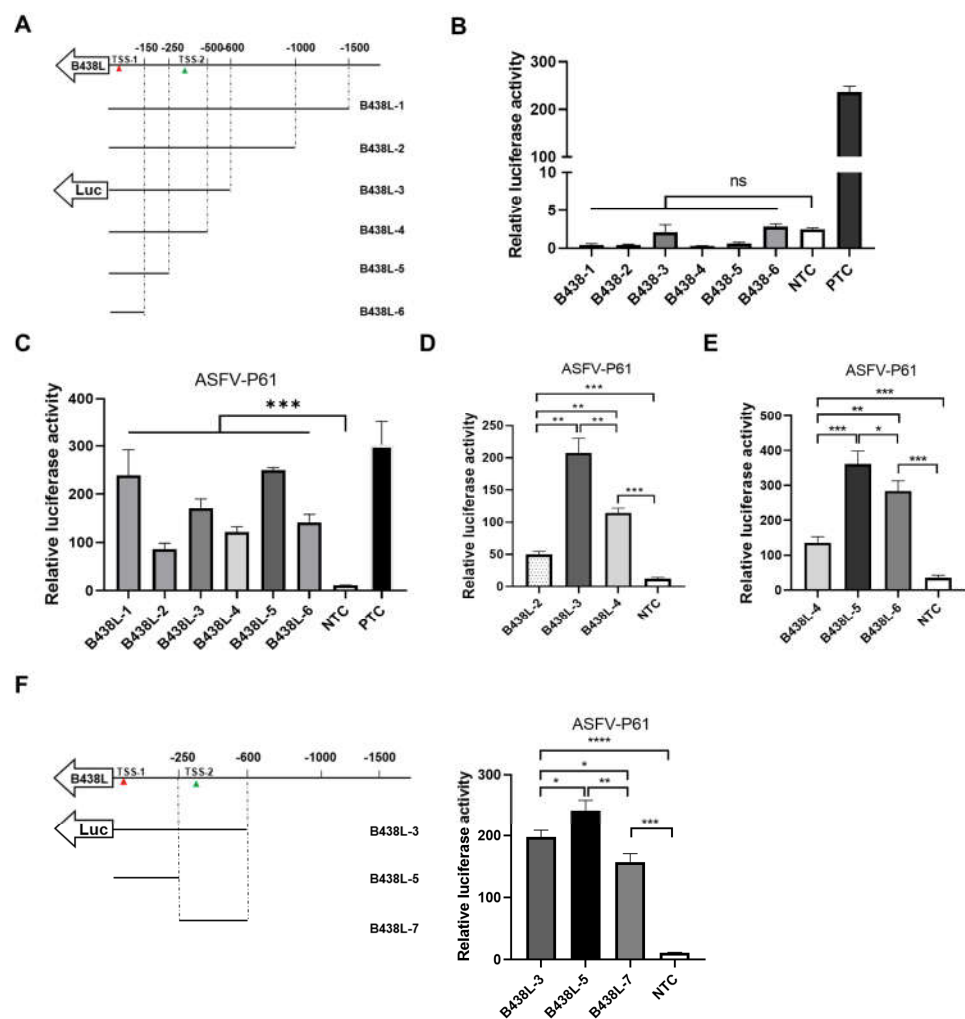 A
-150 -250 -500 -600 -1000 -1500
B438L TSS-1 TSS-2
B438L-1
B438L-2
Luc B438L-3
B438L-4
B438L-5
B438L-6
B
Relative luciferase activity
300
200
100
10
5
0
ns
B438-1 B438-2 B438-3 B438-4 B438-5 B438-6 NTC PTC
C
ASFV-P61
Relative luciferase activity
400
300
200
100
0
***
B438L-1 B438L-2 B438L-3 B438L-4 B438L-5 B438L-6 NTC PTC
D
ASFV-P61
Relative luciferase activity
250
200
150
100
50
0
***
**
** **
***
B438L-2 B438L-3 B438L-4 NTC
E
ASFV-P61
Relative luciferase activity
500
400
300
200
100
0
***
**
*** *
***
B438L-4 B438L-5 B438L-6 NTC
F
-250 -600 -1000 -1500
B438L TSS-1 TSS-2
Luc B438L-3
B438L-5
B438L-7
ASFV-P61
Relative luciferase activity
300
200
100
0
****
*
* **
***
B438L-3 B438L-5 B438L-7 NTC